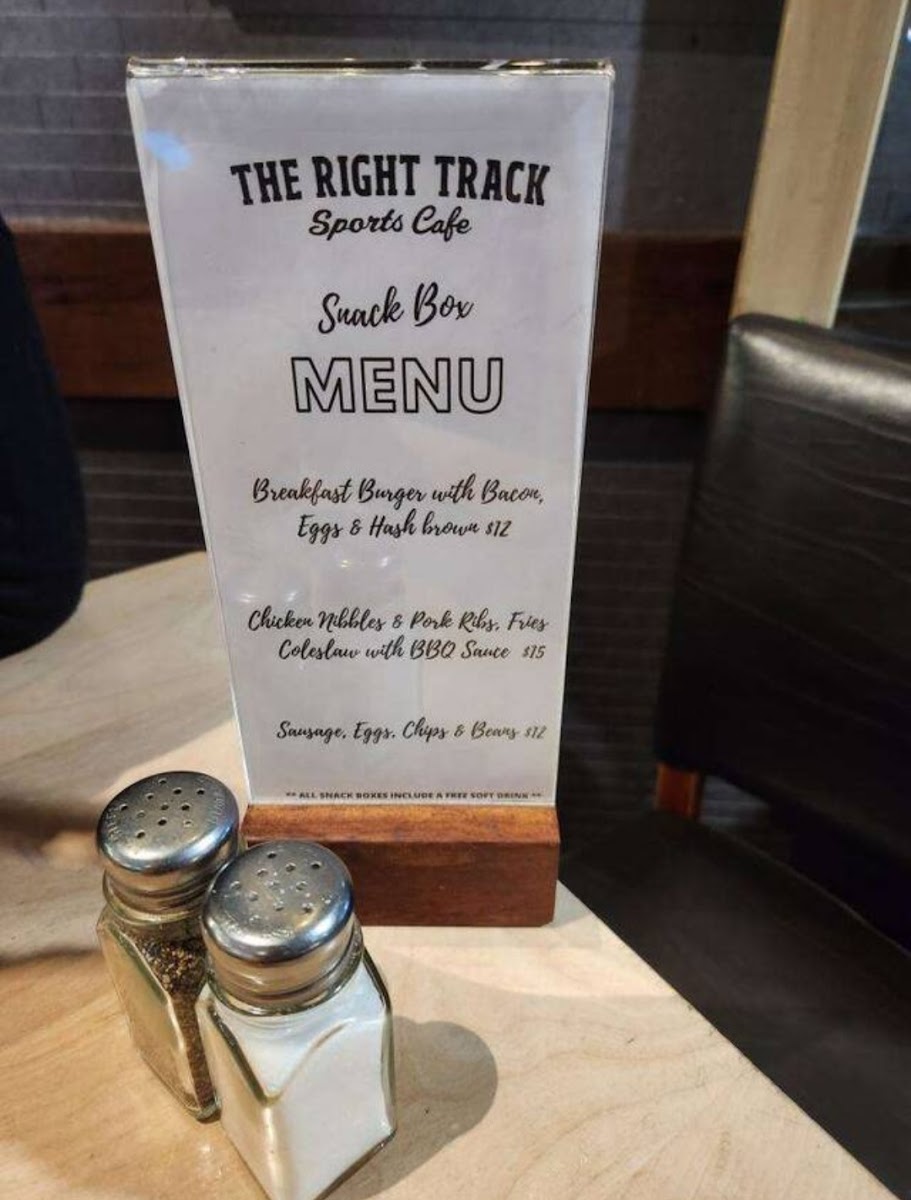 THE RIGHT TRACK
Sports Cafe
Snack Box
MENU
Breakfast Burger with Bacon,
Eggs & Hash brown $12
Chicken Nibbles & Pork Ribs, Fries
Coleslaw with BBQ Sauce $15
Sausage, Eggs, Chips & Beans $12
** ALL SNACK BOXES INCLUDE A FREE SOFT DRINK **